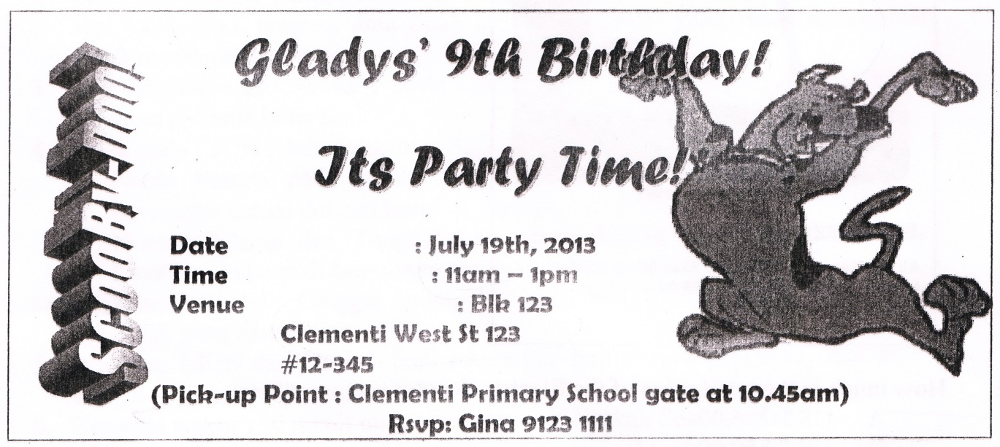 SCOOBY-DOO!
Gladys' 9th Birthday!
Its Party Time!
Date : July 19th, 2013
Time : 11am – 1pm
Venue : Blk 123
Clementi West St 123
#12-345
(Pick-up Point : Clementi Primary School gate at 10.45am)
Rsvp: Gina 9123 1111